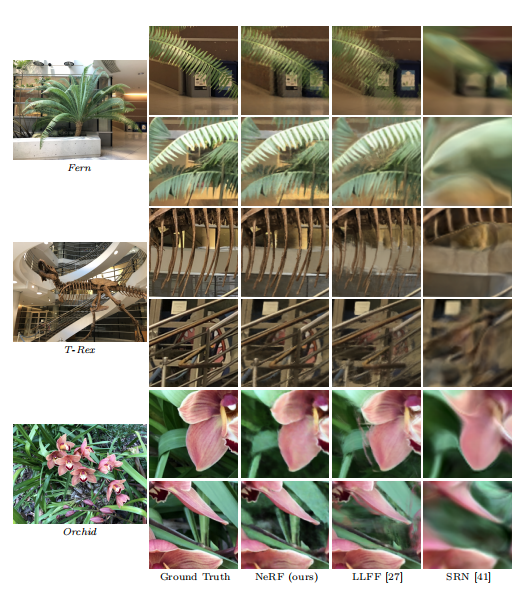 Fern
T-Rex
Orchid
Ground Truth NeRF (ours) LLFF [27] SRN [41]